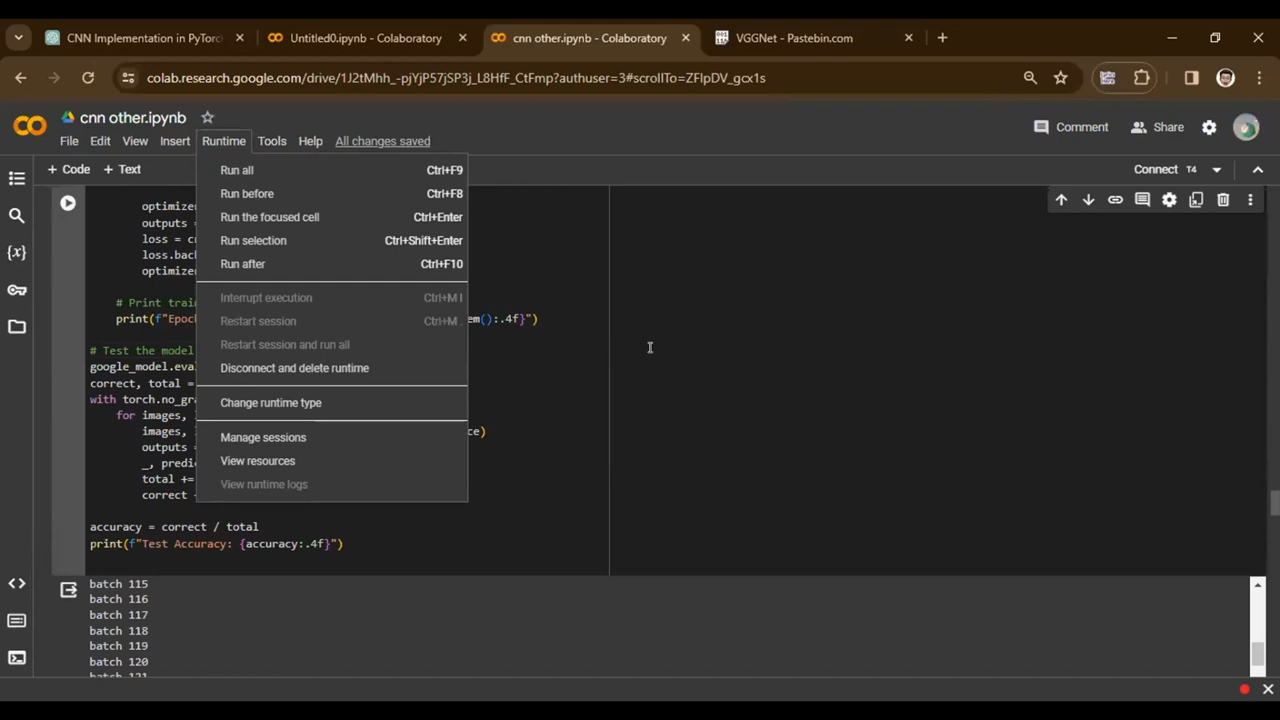 CNN Implementation in PyTorc
Untitled0.ipynb - Colaboratory
cnn other.ipynb - Colaboratory
VGGNet - Pastebin.com
colab.research.google.com/drive/1J2tMhh_-pjYjP57jSP3j_L8HfF_CtFmp?authuser=3#scrollTo=ZFlpDV_gcx1s
cnn other.ipynb
File Edit View Insert Runtime Tools Help All changes saved
Comment Share
+ Code + Text
Connect T4
Run all Ctrl+F9
Run before Ctrl+F8
Run the focused cell Ctrl+Enter
Run selection Ctrl+Shift+Enter
Run after Ctrl+F10
Interrupt execution Ctrl+M I
Restart session Ctrl+M .
Restart session and run all
Disconnect and delete runtime
Change runtime type
Manage sessions
View resources
View runtime logs
optimize
outputs =
loss = c
loss.bac
optimize
# Print trai
print(f"Epoc em():.4f}")
# Test the model
google_model.eva
correct, total =
with torch.no_gr
for images,
images, ce)
outputs =
_, predi
total +=
correct
accuracy = correct / total
print(f"Test Accuracy: {accuracy:.4f}")
batch 115
batch 116
batch 117
batch 118
batch 119
batch 120
batch 121